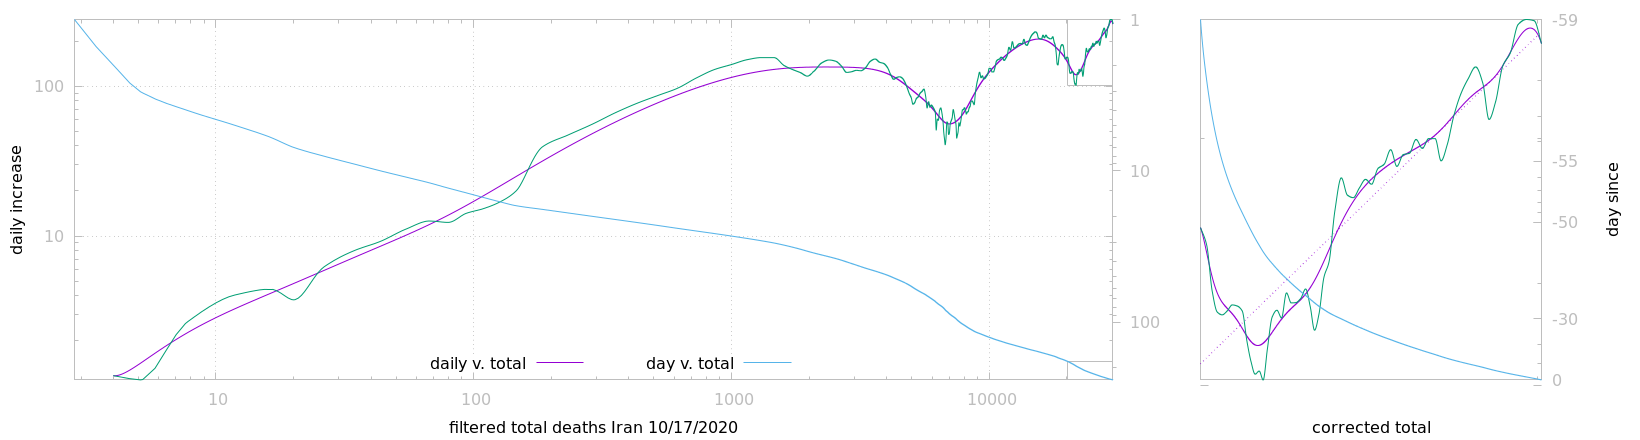 daily increase
100
10
daily v. total
day v. total
10
100
1000
10000
filtered total deaths Iran 10/17/2020
1
10
100
-59
-55
-50
-30
0
day since
corrected total